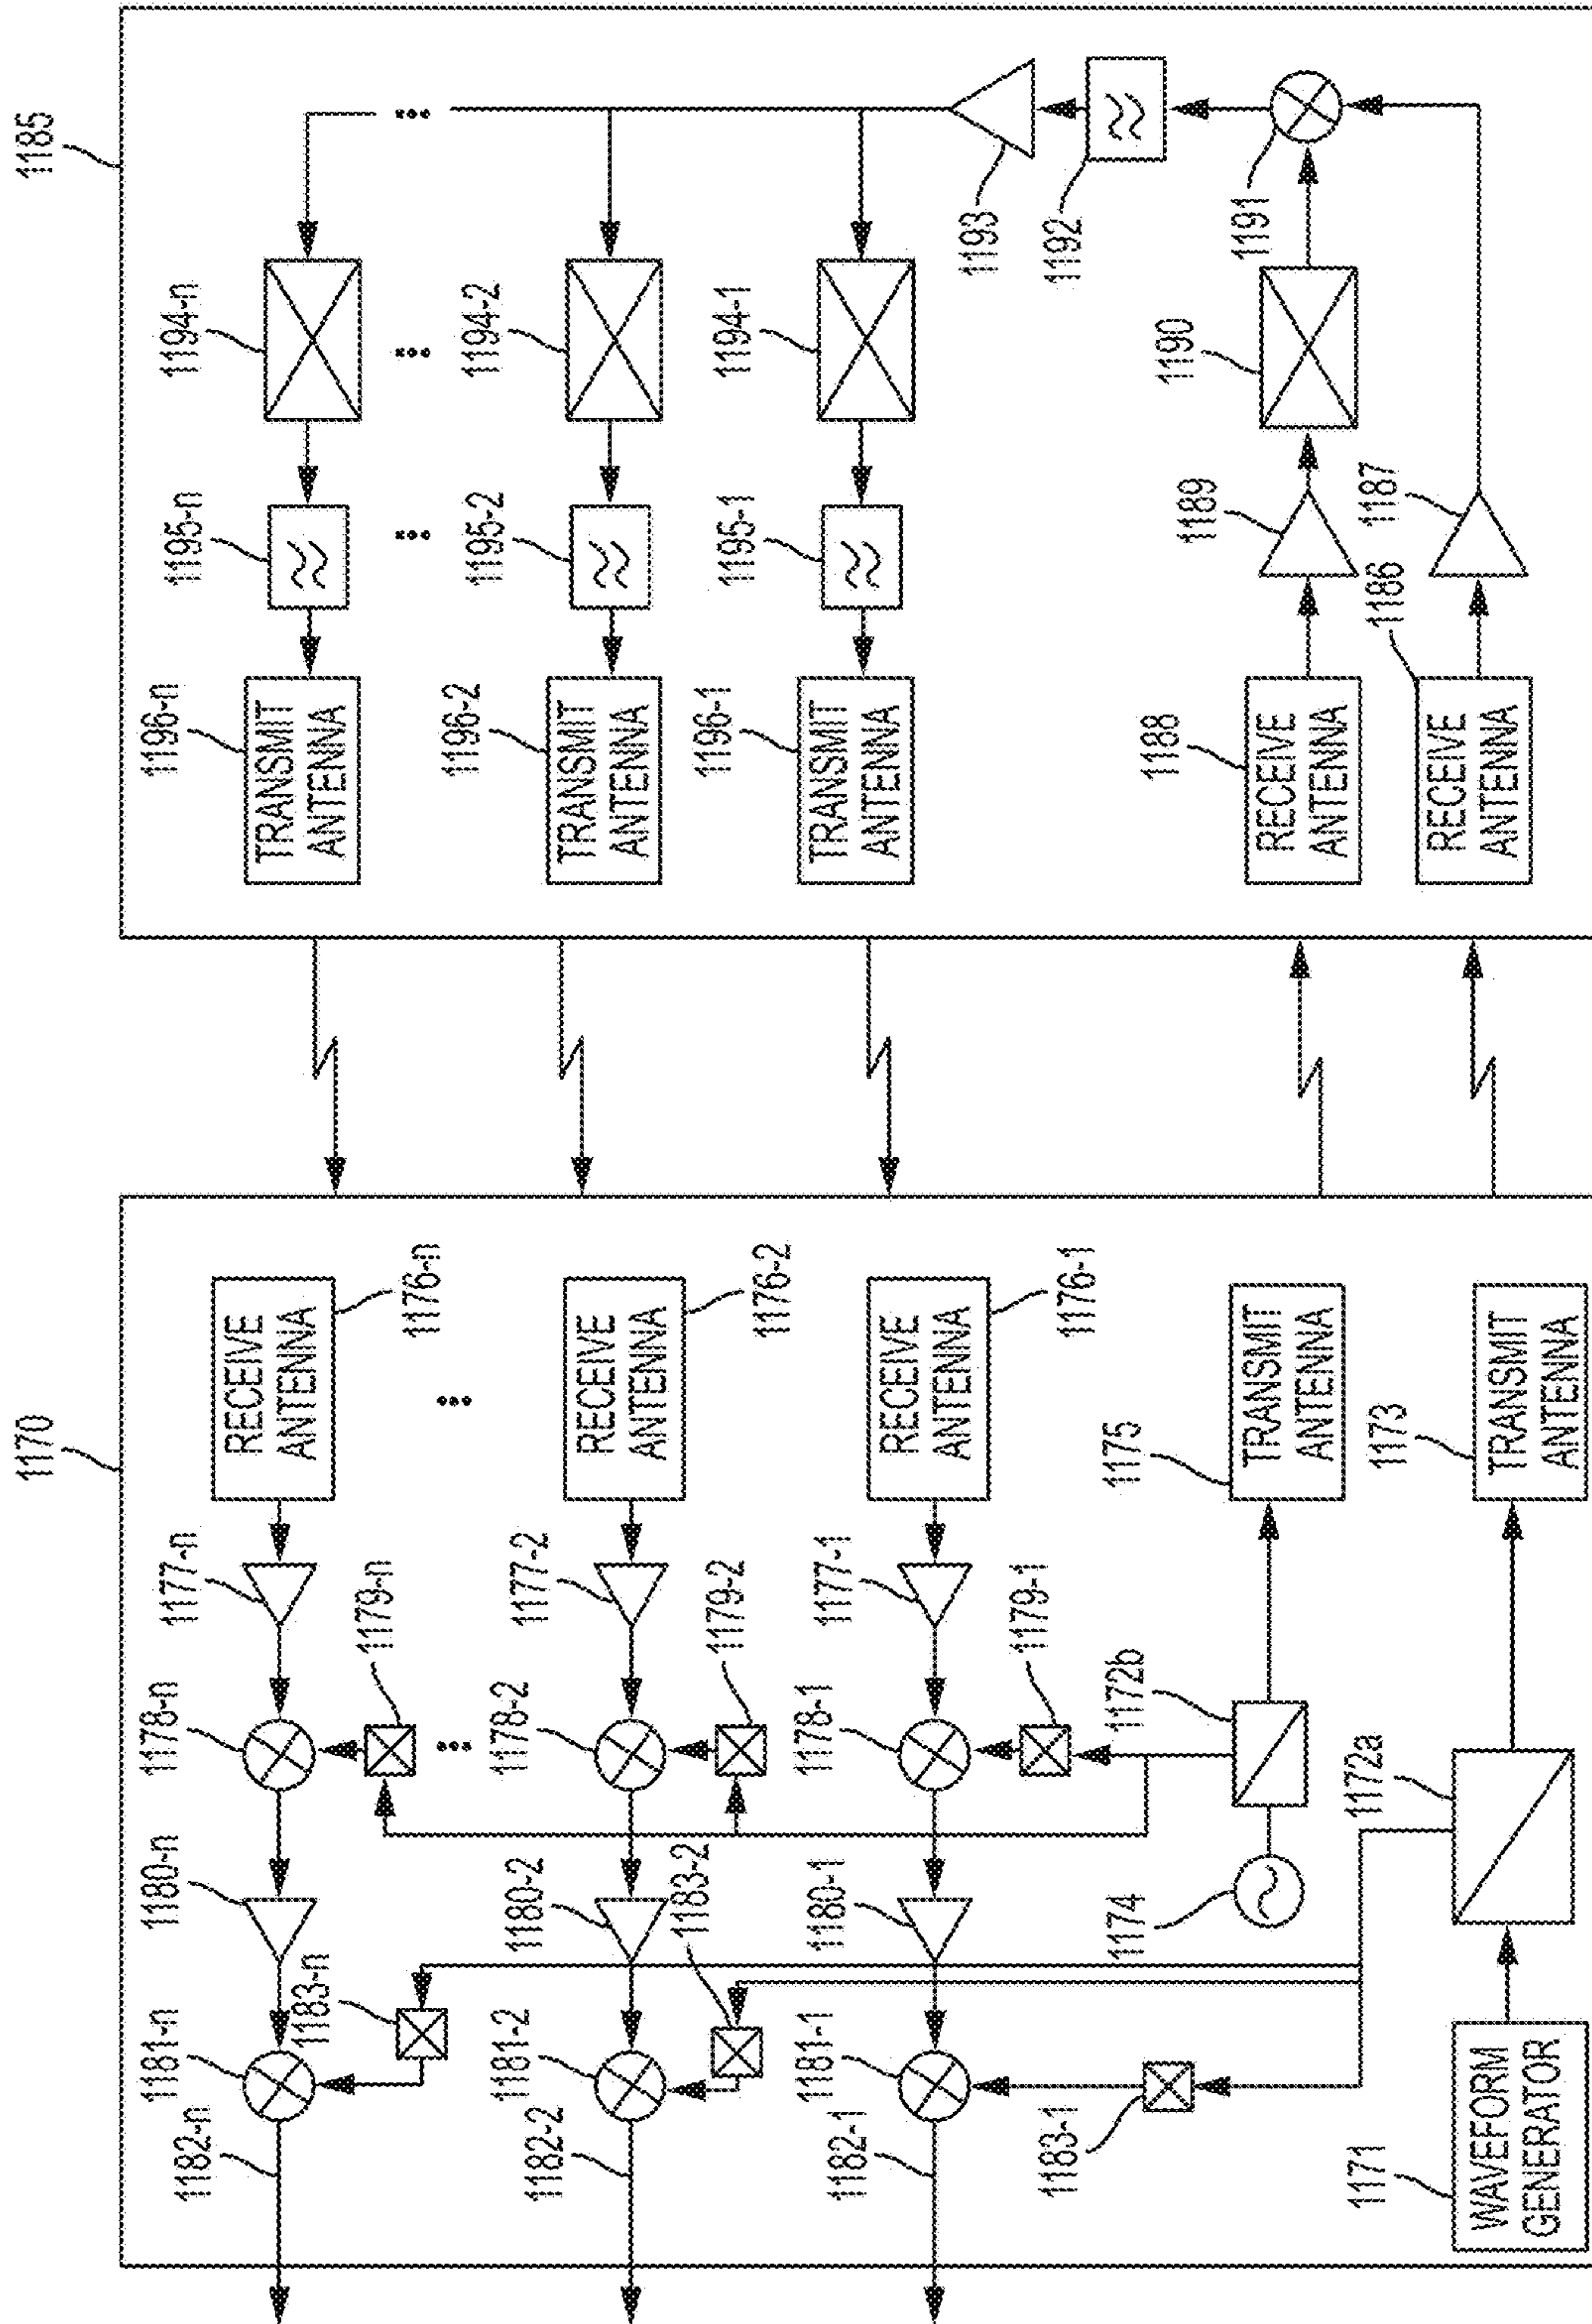 1170
1182-n
1181-n
1180-n
1178-n
1177-n
RECEIVE
ANTENNA
1176-n
1183-n
1179-n
...
...
1182-2
1181-2
1180-2
1178-2
1177-2
RECEIVE
ANTENNA
1176-2
1183-2
1179-2
1182-1
1181-1
1180-1
1178-1
1177-1
RECEIVE
ANTENNA
1176-1
1183-1
1179-1
1174
1172b
1175
TRANSMIT
ANTENNA
1171
WAVEFORM
GENERATOR
1172a
1173
TRANSMIT
ANTENNA
1185
1196-n
TRANSMIT
ANTENNA
1195-n
1194-n
...
...
...
1196-2
TRANSMIT
ANTENNA
1195-2
1194-2
1196-1
TRANSMIT
ANTENNA
1195-1
1194-1
1193
1192
1188
RECEIVE
ANTENNA
1189
1190
1191
1186
RECEIVE
ANTENNA
1187